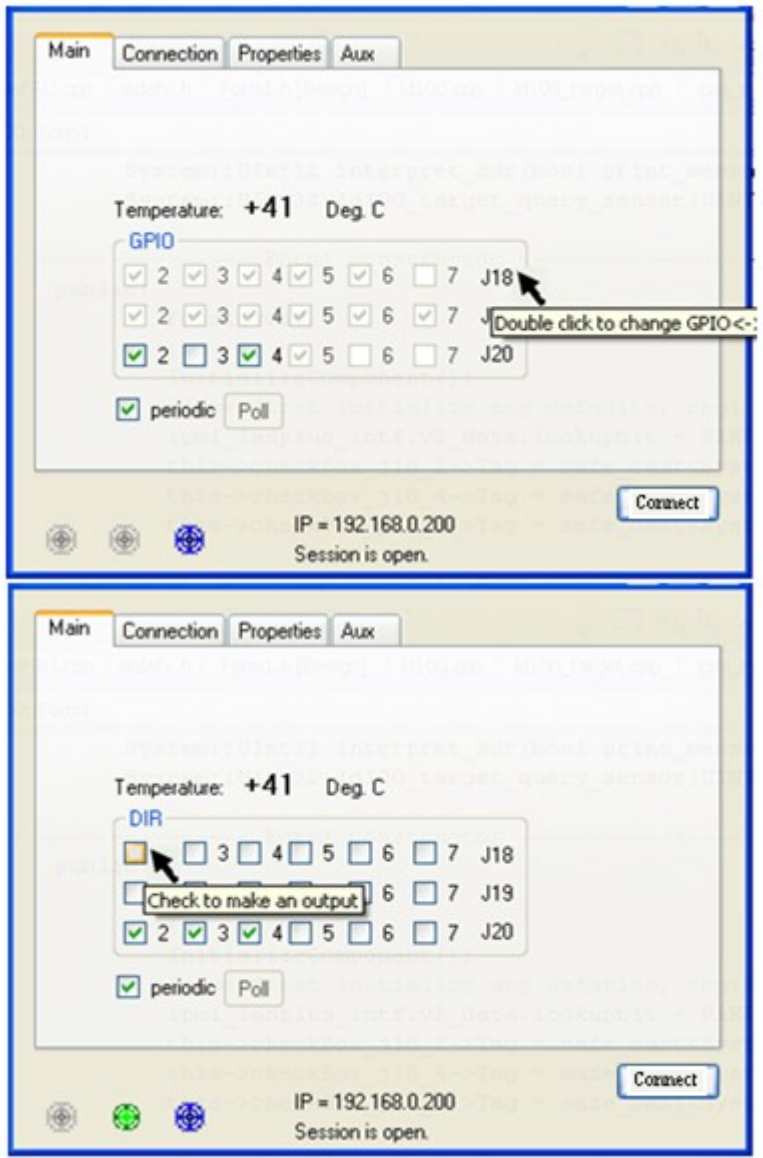 Main Connection Properties Aux
Temperature: +41 Deg. C
GPIO
2 3 4 5 6 7 J18
2 3 4 5 6 7 J
Double click to change GPIO<-
2 3 4 5 6 7 J20
periodic Poll
Connect
IP = 192.168.0.200
Session is open.
Main Connection Properties Aux
Temperature: +41 Deg. C
DIR
3 4 5 6 7 J18
6 7 J19
Check to make an output
2 3 4 5 6 7 J20
periodic Poll
Connect
IP = 192.168.0.200
Session is open.